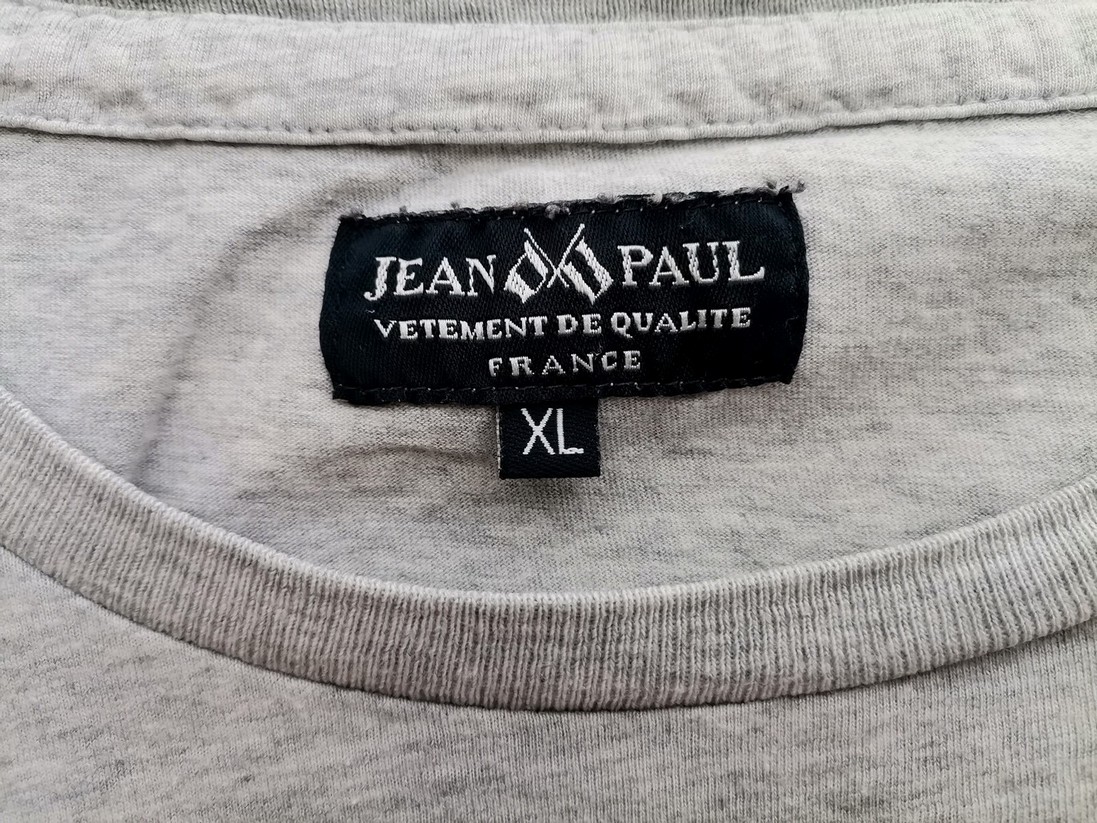 JEAN PAUL
VETEMENT DE QUALITE
FRANCE
XL